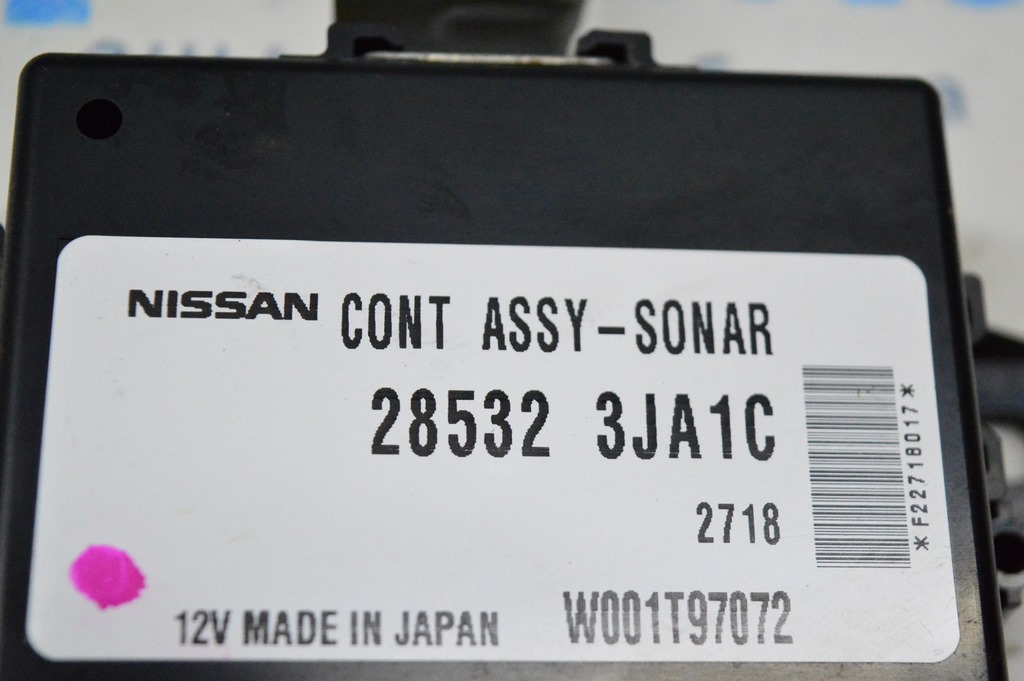 NISSAN CONT ASSY-SONAR
28532 3JA1C
2718
*F22718017*
12V MADE IN JAPAN W001T97072